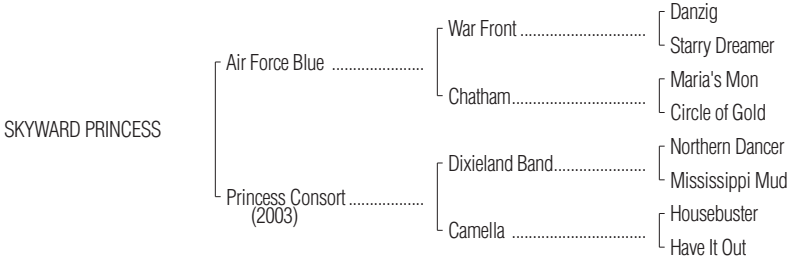 Danzig
War Front ..............................
Starry Dreamer
Air Force Blue ......................
Maria's Mon
Chatham................................
Circle of Gold
SKYWARD PRINCESS
Northern Dancer
Dixieland Band......................
Mississippi Mud
Princess Consort ..................
(2003)
Housebuster
Camella ................................
Have It Out